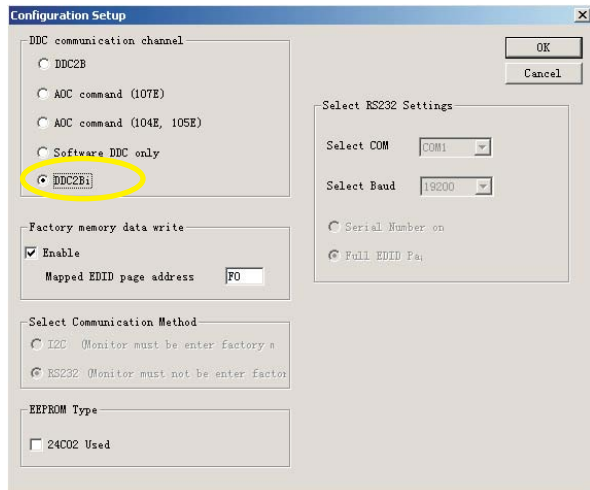 Configuration Setup
DDC communication channel
DDC2B
AOC command (107E)
AOC command (104E, 105E)
Software DDC only
DDC2Bi
Factory memory data write
Enable
Mapped EDID page address F0
Select Communication Method
I2C (Monitor must be enter factory m
RS232 (Monitor must not be enter factor
EEPROM Type
24C02 Used
OK
Cancel
Select RS232 Settings
Select COM COM1
Select Baud 19200
Serial Number on
Full EDID Pa